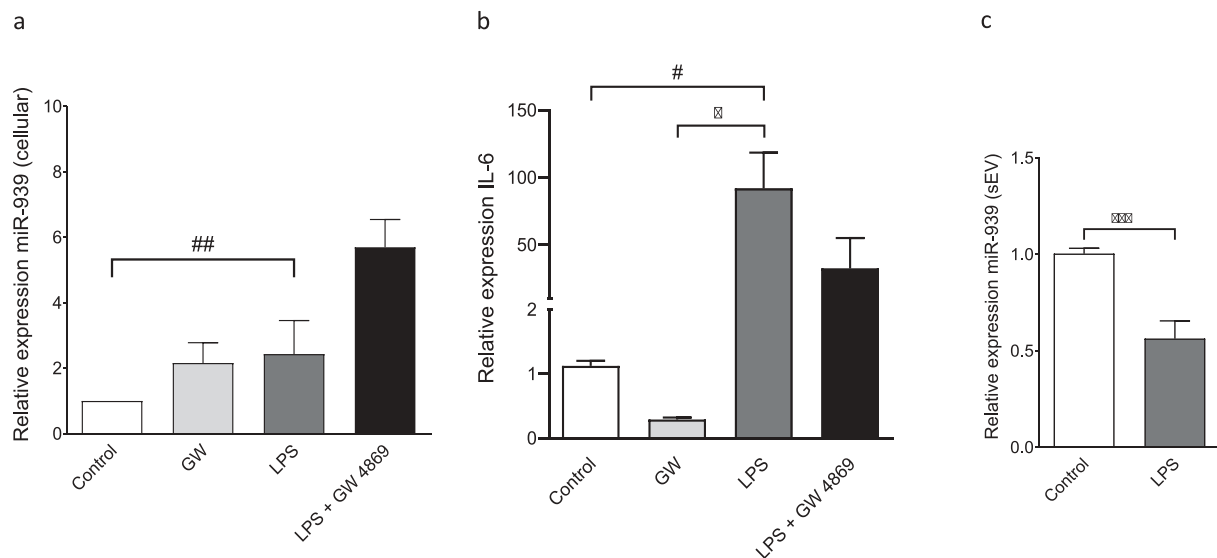 a
Relative expression miR-939 (cellular)
10
8
6
4
2
0
##
Control
GW
LPS
LPS + GW 4869
b
Relative expression IL-6
150
100
50
2
1
0
#
Control
GW
LPS
LPS + GW 4869
c
Relative expression miR-939 (sEV)
1.5
1.0
0.5
0.0
Control
LPS